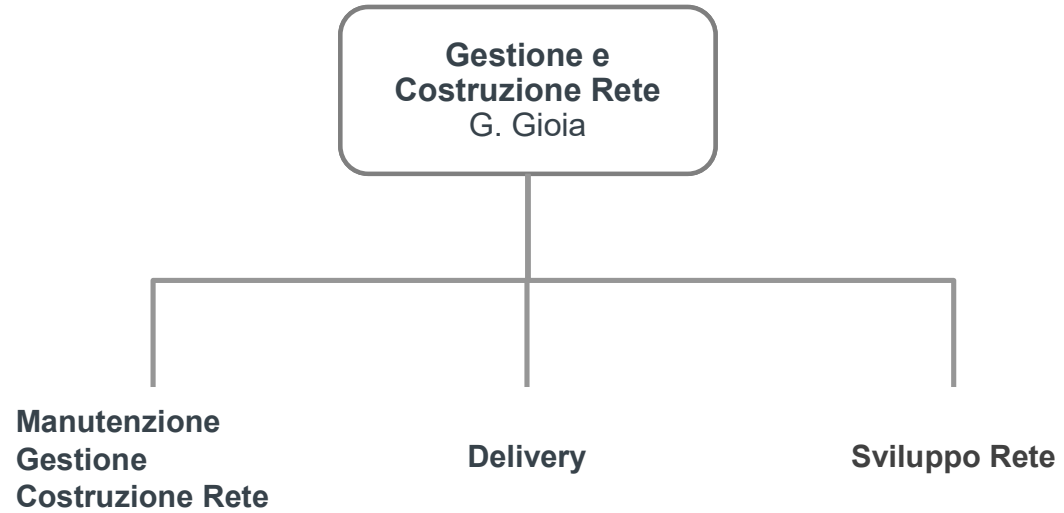 Gestione e
Costruzione Rete
G. Gioia
Manutenzione
Gestione
Costruzione Rete
Delivery
Sviluppo Rete